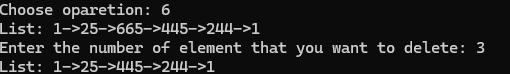 Choose oparetion: 6
List: 1->25->665->445->244->1
Enter the number of element that you want to delete: 3
List: 1->25->445->244->1